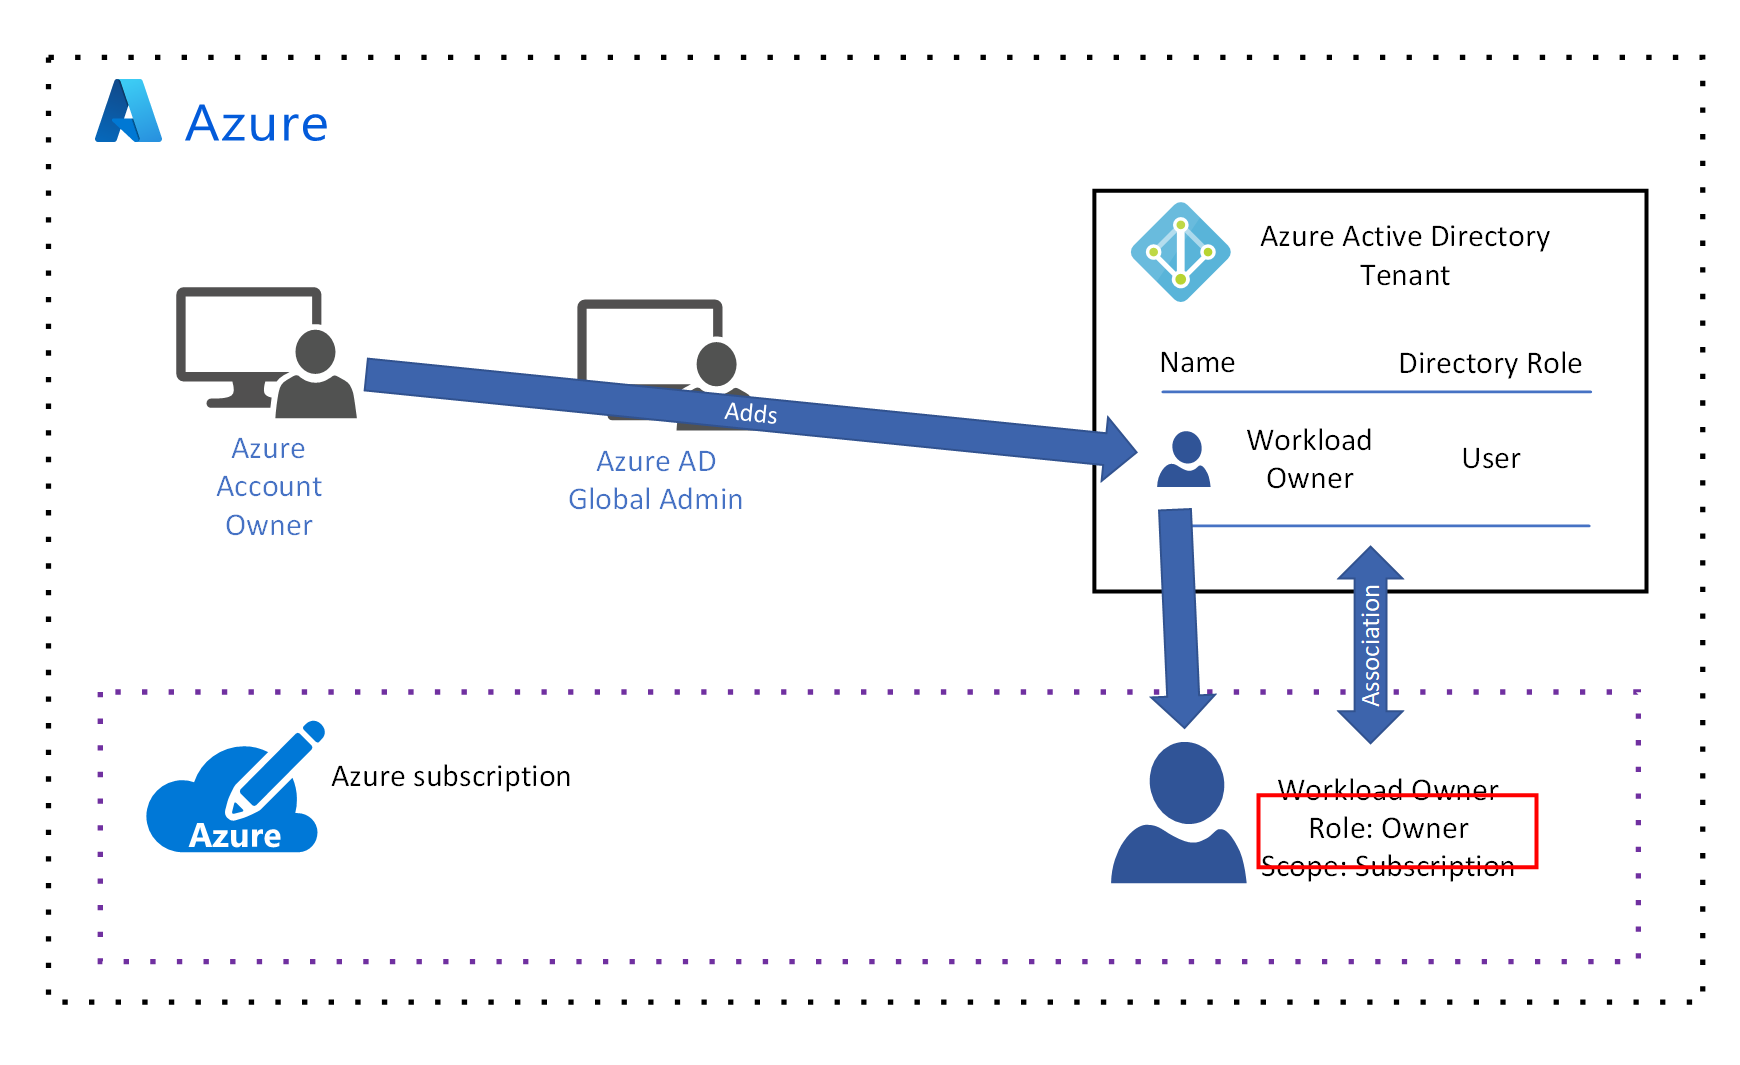 Azure
Azure Active Directory
Tenant
Name
Directory Role
Adds
Azure
Account
Owner
Azure AD
Global Admin
Workload
Owner
User
Association
Azure
Azure subscription
Workload Owner
Role: Owner
Scope: Subscription